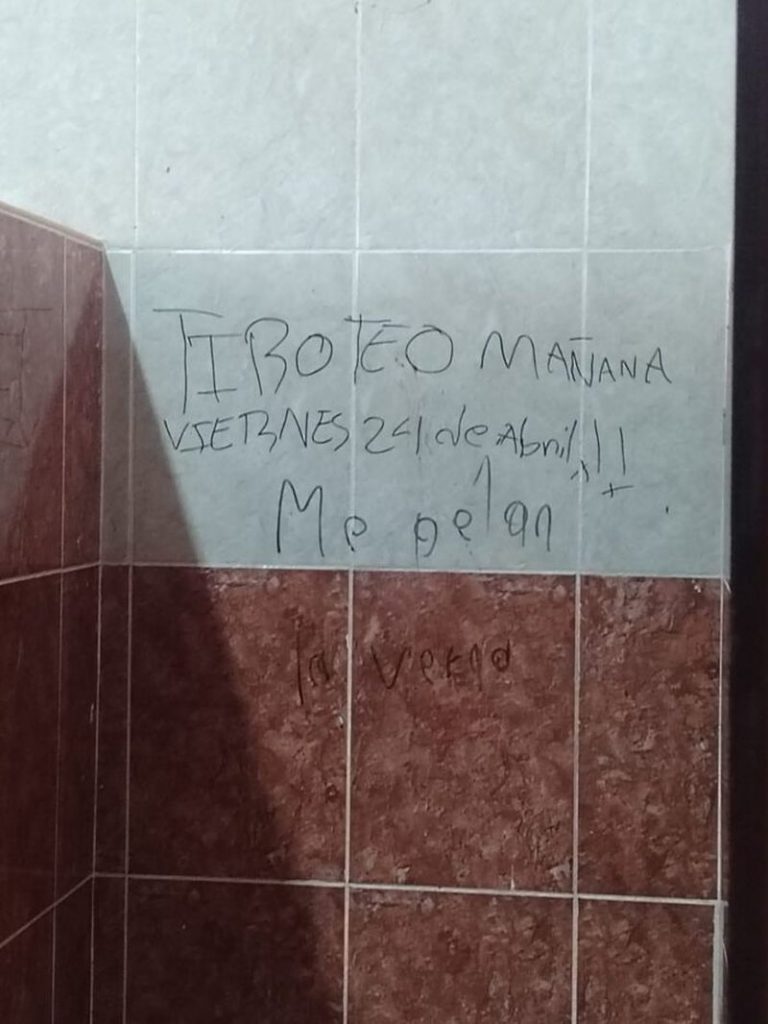 TIROTEO MAÑANA
VIERNES 24 de Abril!!
Me pelan
la verga